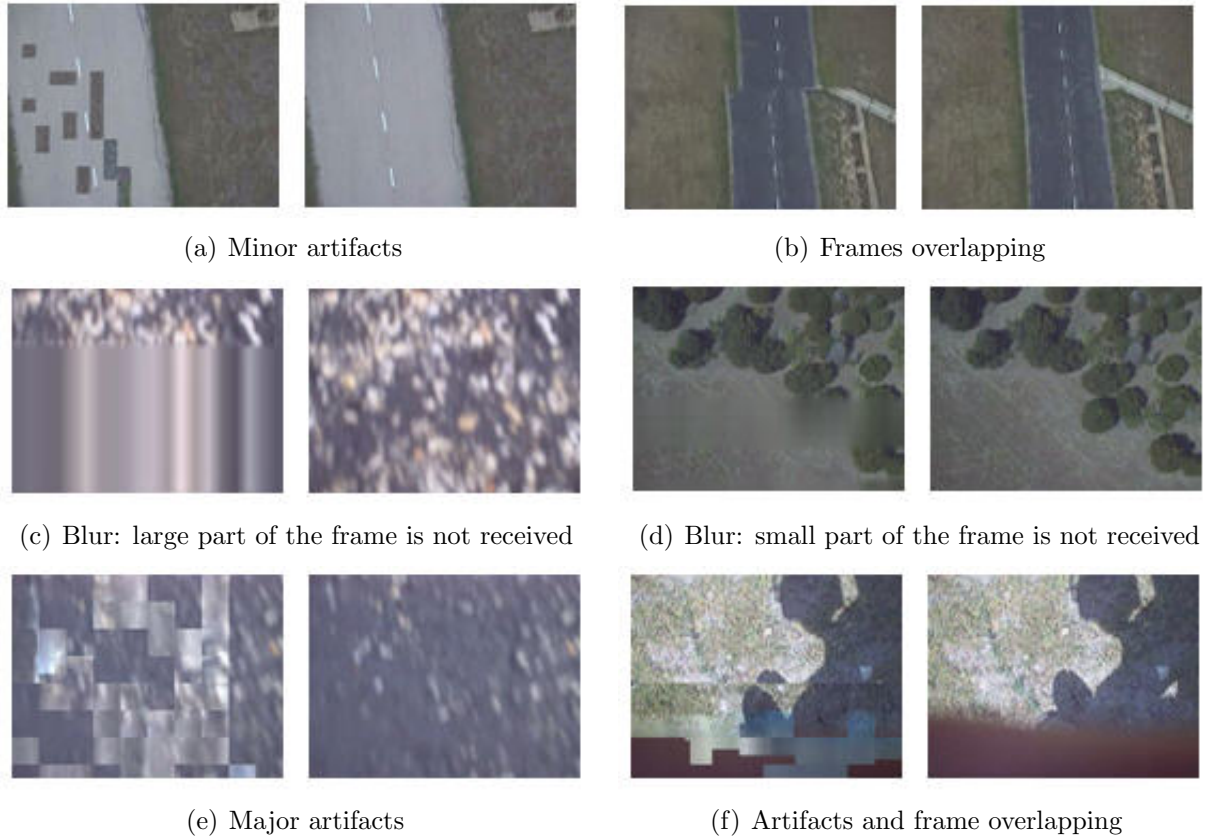 (a) Minor artifacts
(b) Frames overlapping
(c) Blur: large part of the frame is not received
(d) Blur: small part of the frame is not received
(e) Major artifacts
(f) Artifacts and frame overlapping